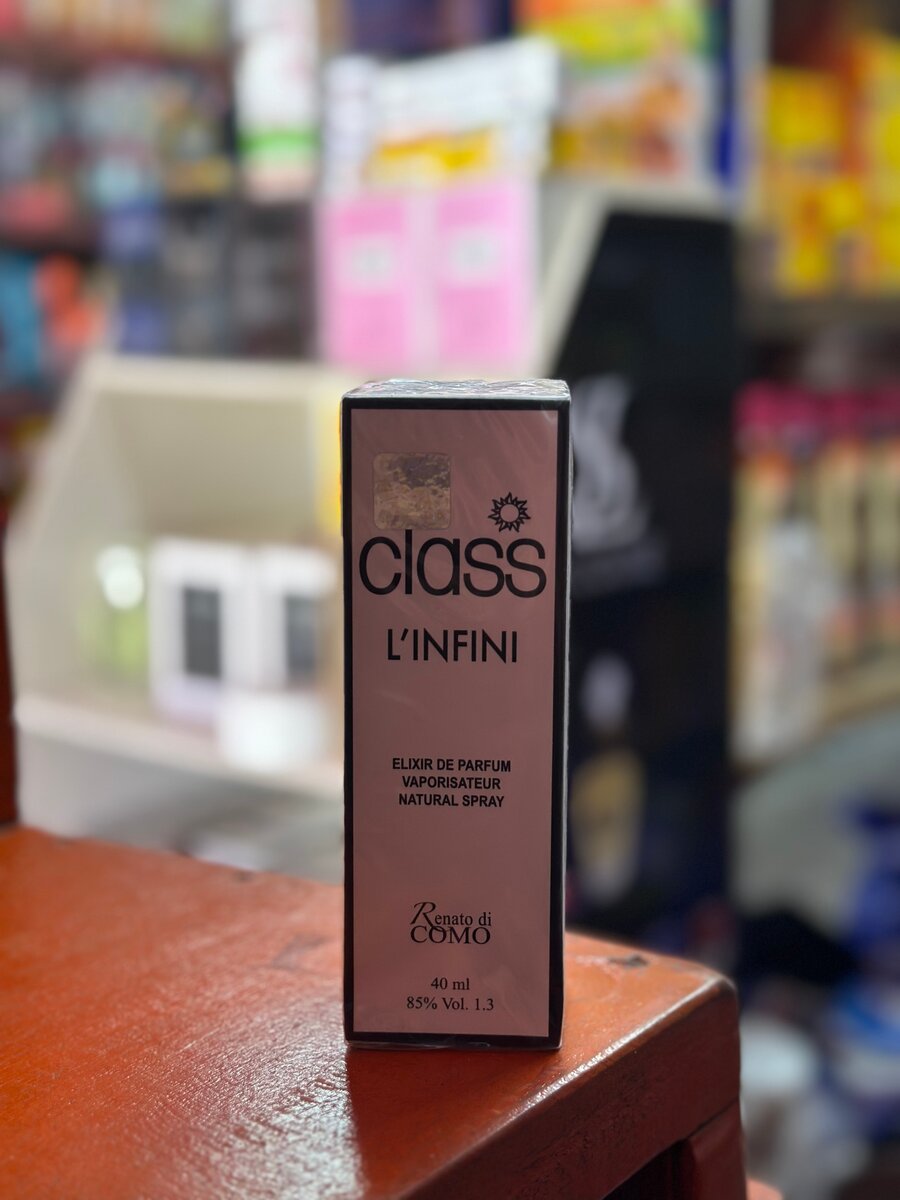 class
L'INFINI
ELIXIR DE PARFUM
VAPORISATEUR
NATURAL SPRAY
Renato di
COMO
40 ml
85% Vol. 1.3